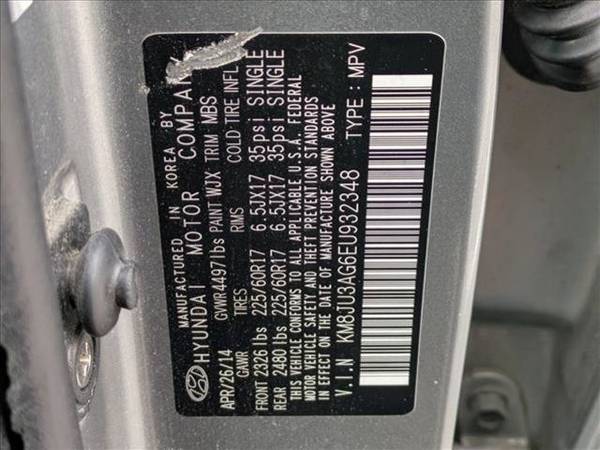 MANUFACTURED IN KOREA BY
HYUNDAI MOTOR COMPAN
APR/26/14 GVWR 4497 lbs PAINT WJX TRIM MBS
GAWR TIRES RIMS COLD TIRE INFL
FRONT 2326 lbs 225/60R17 6.5JX17 35psi SINGLE
REAR 2480 lbs 225/60R17 6.5JX17 35psi SINGLE
THIS VEHICLE CONFORMS TO ALL APPLICABLE U.S.A. FEDERAL
MOTOR VEHICLE SAFETY, AND THEFT PREVENTION STANDARDS
IN EFFECT ON THE DATE OF MANUFACTURE SHOWN ABOVE
V.I.N KM8JU3AG6EU932348 TYPE : MPV